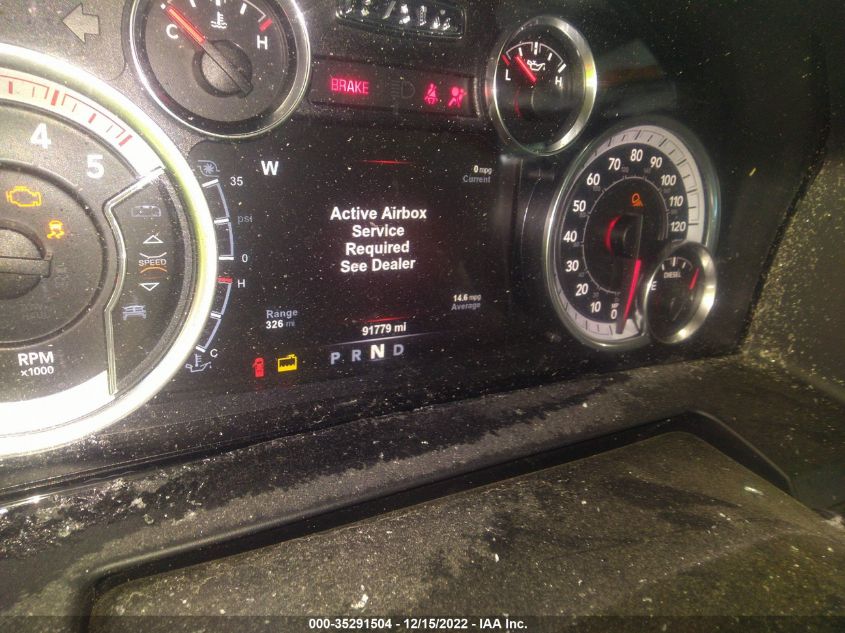 C H
L H
BRAKE
W
0 mpg
Current
35
psi
0
H
C
Active Airbox
Service
Required
See Dealer
14.6 mpg
Average
Range
326 mi
91779 mi
P R N D
4
5
SPEED
RPM
x1000
0
10
20
30
40
50
60
70
80
90
100
110
120
DIESEL
E
000-35291504 - 12/15/2022 - IAA Inc.